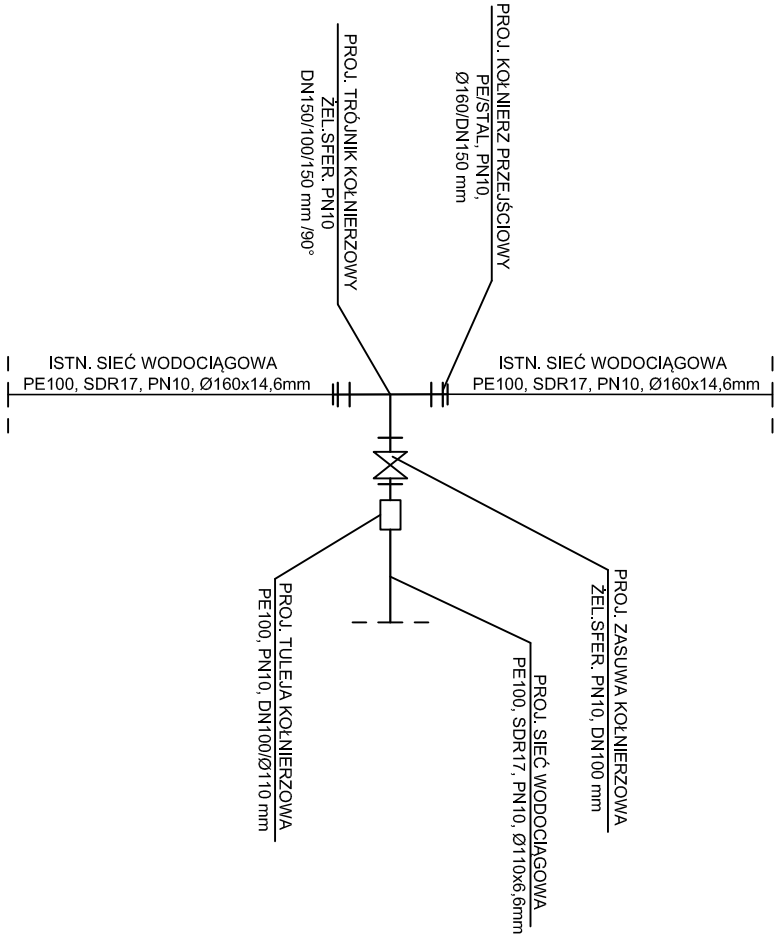 PROJ. KOŁNIERZ PRZEJŚCIOWY
PE/STAL, PN10,
Ø160/DN150 mm
PROJ. TRÓJNIK KOŁNIERZOWY
ŻEL.SFER. PN10
DN150/100/150 mm /90°
ISTN. SIEĆ WODOCIĄGOWA
PE100, SDR17, PN10, Ø160x14,6mm
ISTN. SIEĆ WODOCIĄGOWA
PE100, SDR17, PN10, Ø160x14,6mm
PROJ. ZASUWA KOŁNIERZOWA
ŻEL.SFER. PN10, DN100 mm
PROJ. SIEĆ WODOCIĄGOWA
PE100, SDR17, PN10, Ø110x6,6mm
PROJ. TULEJA KOŁNIERZOWA
PE100, PN10, DN100/Ø110 mm